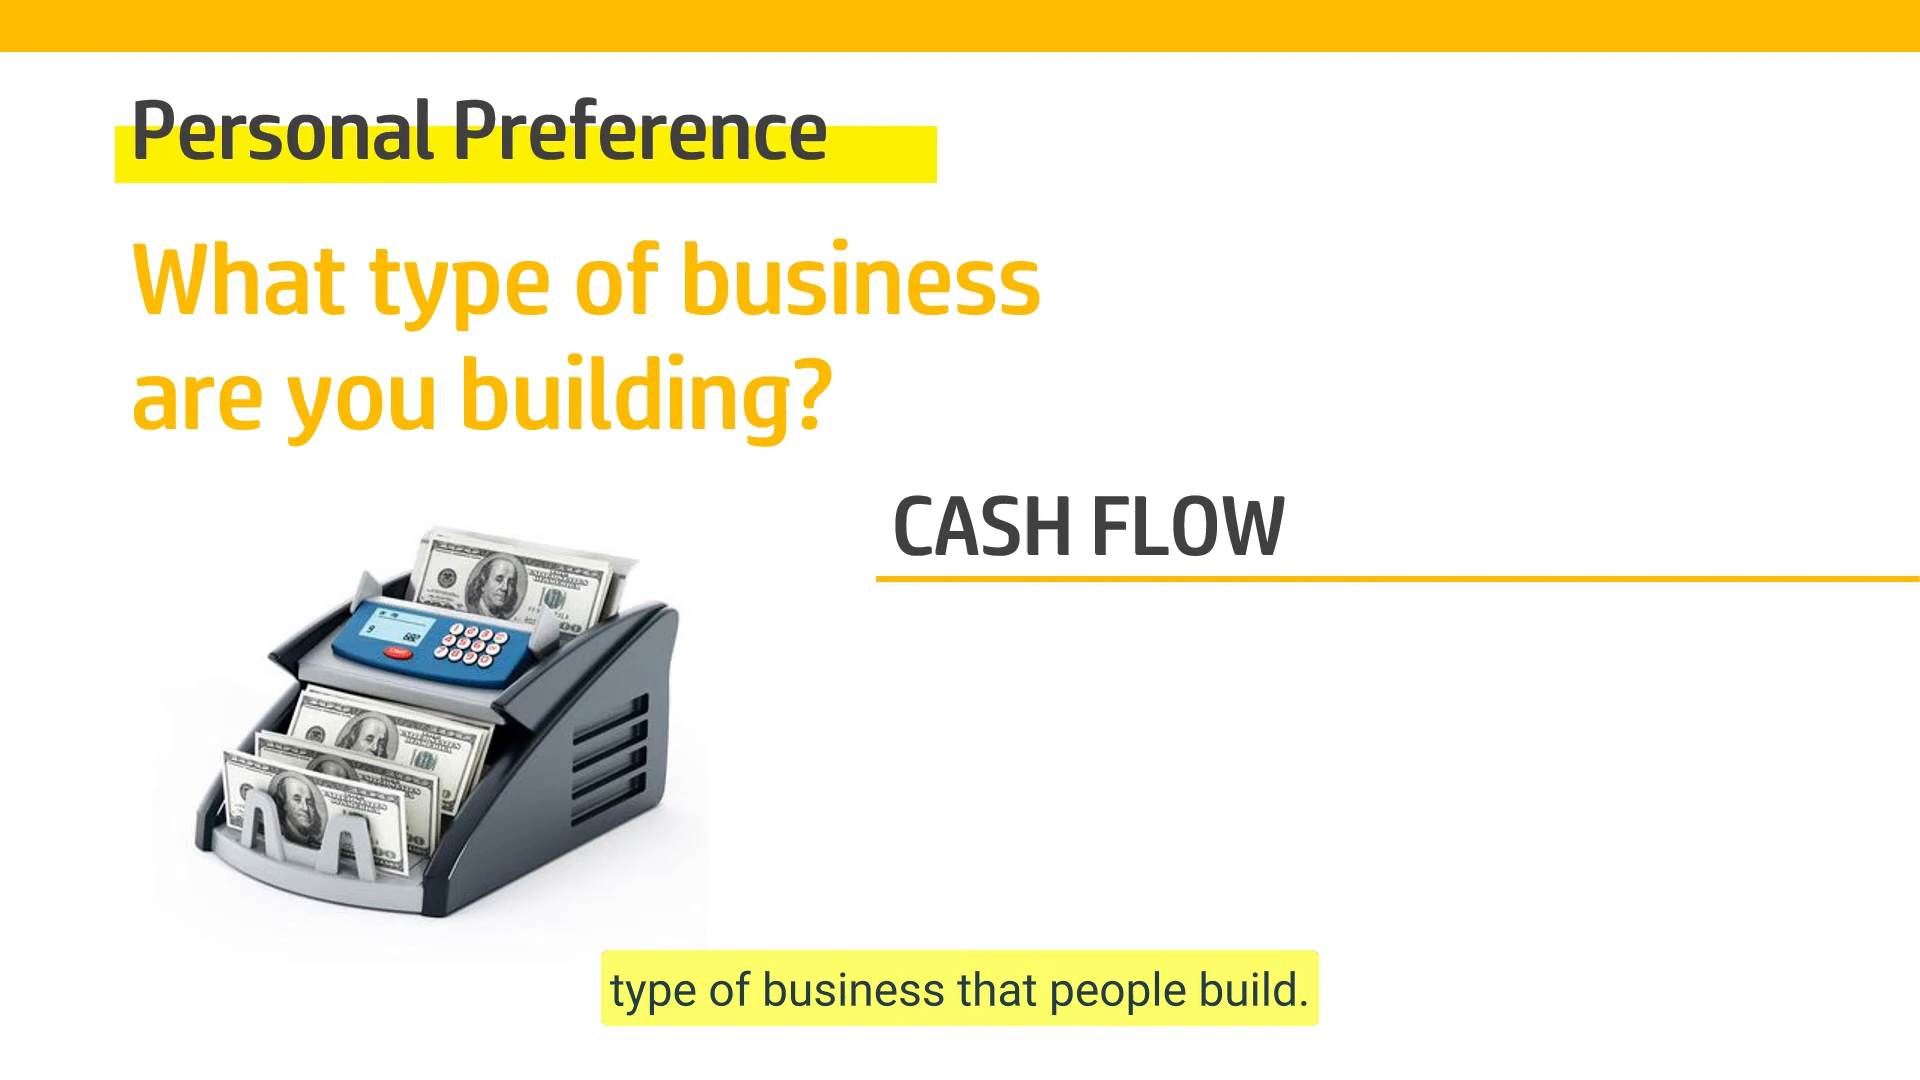 Personal Preference
What type of business
are you building?
CASH FLOW
type of business that people build.